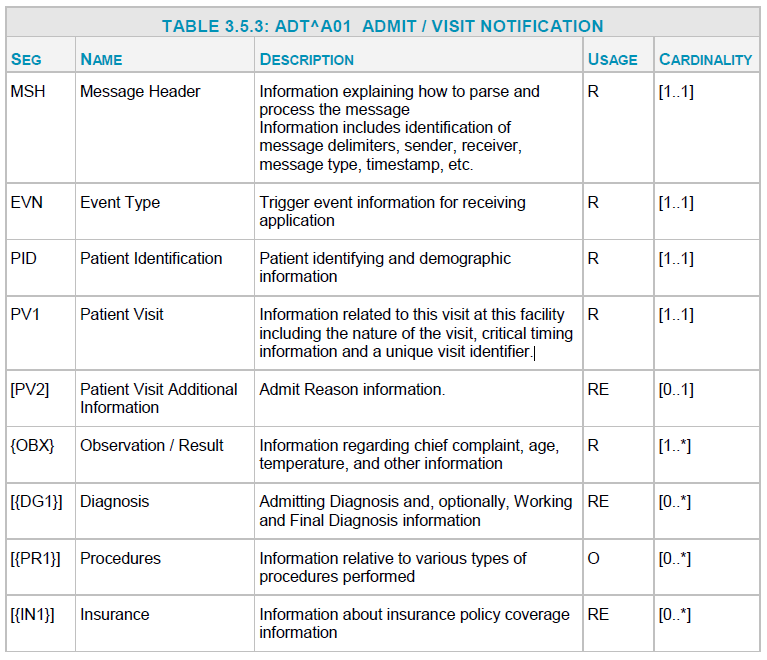 TABLE 3.5.3: ADT^A01 ADMIT / VISIT NOTIFICATION
SEG NAME DESCRIPTION USAGE CARDINALITY
MSH Message Header Information explaining how to parse and R [1..1]
process the message
Information includes identification of
message delimiters, sender, receiver,
message type, timestamp, etc.
EVN Event Type Trigger event information for receiving R [1..1]
application
PID Patient Identification Patient identifying and demographic R [1..1]
information
PV1 Patient Visit Information related to this visit at this facility R [1..1]
including the nature of the visit, critical timing
information and a unique visit identifier.
[PV2] Patient Visit Additional Admit Reason information. RE [0..1]
Information
{OBX} Observation / Result Information regarding chief complaint, age, R [1..*]
temperature, and other information
[{DG1}] Diagnosis Admitting Diagnosis and, optionally, Working RE [0..*]
and Final Diagnosis information
[{PR1}] Procedures Information relative to various types of O [0..*]
procedures performed
[{IN1}] Insurance Information about insurance policy coverage RE [0..*]
information